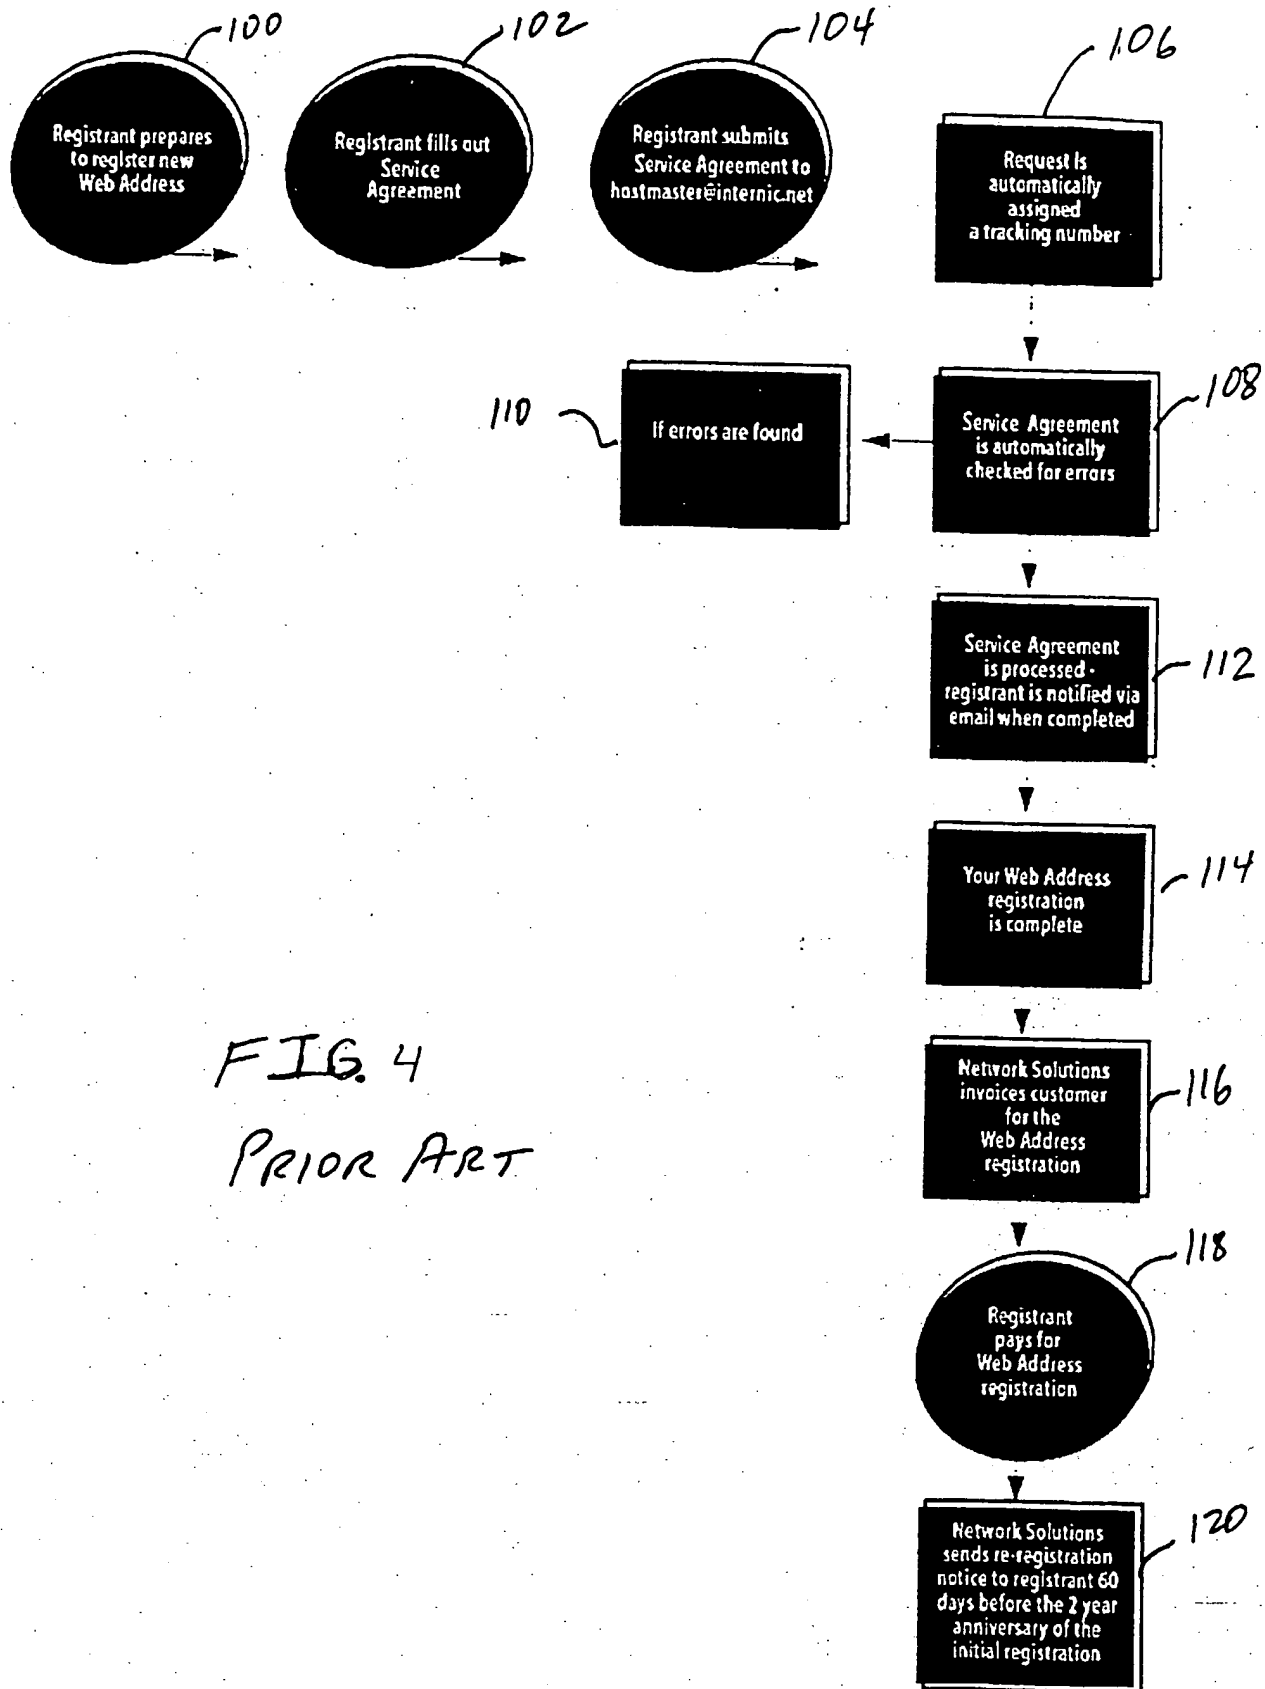 100
102
104
106
Registrant prepares
to register new
Web Address
Registrant fills out
Service
Agreement
Registrant submits
Service Agreement to
hostmaster@internic.net
Request is
automatically
assigned
a tracking number
110
If errors are found
108
Service Agreement
is automatically
checked for errors
112
Service Agreement
is processed -
registrant is notified via
email when completed
114
Your Web Address
registration
is complete
FIG. 4
PRIOR ART
116
Network Solutions
invoices customer
for the
Web Address
registration
118
Registrant
pays for
Web Address
registration
120
Network Solutions
sends re-registration
notice to registrant 60
days before the 2 year
anniversary of the
initial registration